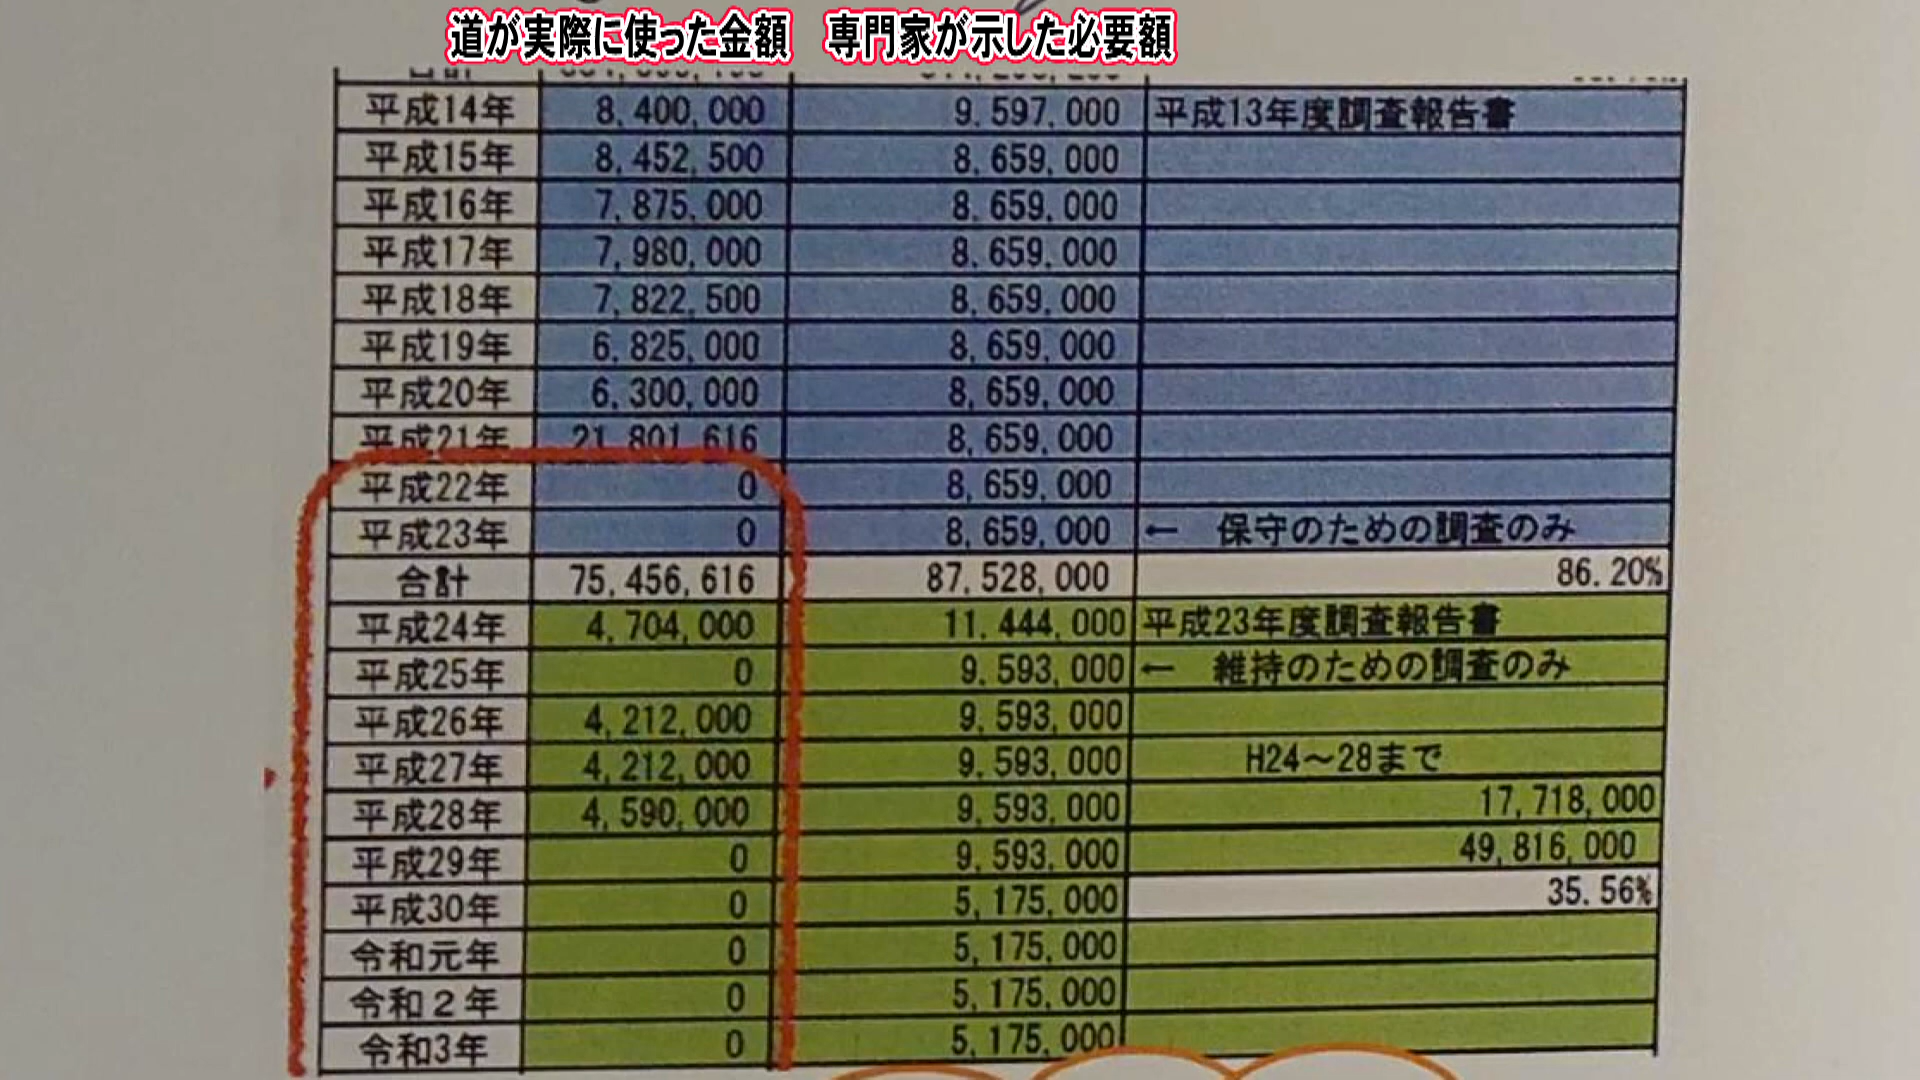 道が実際に使った金額　専門家が示した必要額
平成14年 8,400,000 9,597,000 平成13年度調査報告書
平成15年 8,452,500 8,659,000
平成16年 7,875,000 8,659,000
平成17年 7,980,000 8,659,000
平成18年 7,822,500 8,659,000
平成19年 6,825,000 8,659,000
平成20年 6,300,000 8,659,000
平成21年 21,801,616 8,659,000
平成22年 0 8,659,000
平成23年 0 8,659,000 ← 保守のための調査のみ
合計 75,456,616 87,528,000 86.20%
平成24年 4,704,000 11,444,000 平成23年度調査報告書
平成25年 0 9,593,000 ← 維持のための調査のみ
平成26年 4,212,000 9,593,000
平成27年 4,212,000 9,593,000 H24～28まで
平成28年 4,590,000 9,593,000 17,718,000
平成29年 0 9,593,000 49,816,000
平成30年 0 5,175,000 35.56%
令和元年 0 5,175,000
令和２年 0 5,175,000
令和3年 0 5,175,000